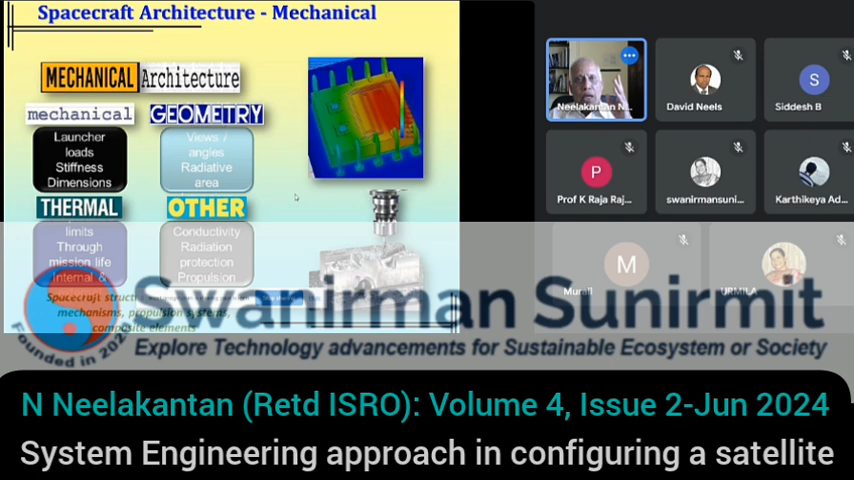 Spacecraft Architecture - Mechanical
MECHANICAL Architecture
mechanical
GEOMETRY
Launcher
loads
Stiffness
Dimensions
Views /
angles
Radiative
area
THERMAL
OTHER
limits
Through
mission life
Internal &
Conductivity
Radiation
protection
Propulsion
Spacecraft struct
mechanisms, propulsion systems,
composite elements
Neelakantan N...
David Neels
Siddesh B
Prof K Raja Raj...
swanirmansuni...
Karthikeya Ad...
Murali
URMILA
S
P
M
Swanirman Sunirmit
Explore Technology advancements for Sustainable Ecosystem or Society
Founded in
N Neelakantan (Retd ISRO): Volume 4, Issue 2-Jun 2024
System Engineering approach in configuring a satellite